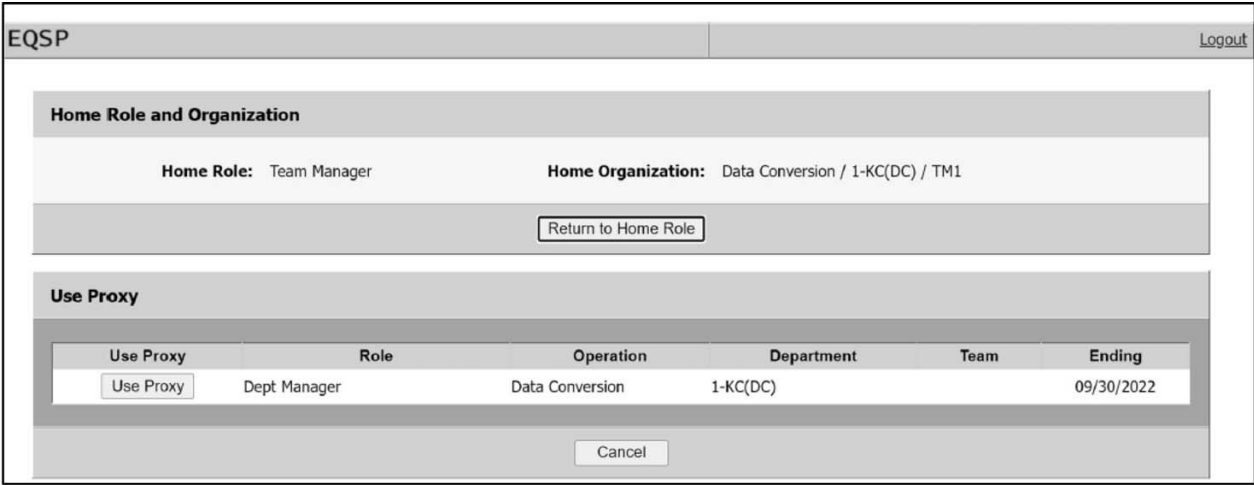 EQSP Logout
Home Role and Organization
Home Role: Team Manager Home Organization: Data Conversion / 1-KC(DC) / TM1
Return to Home Role
Use Proxy
Use Proxy Role Operation Department Team Ending
Use Proxy Dept Manager Data Conversion 1-KC(DC) 09/30/2022
Cancel